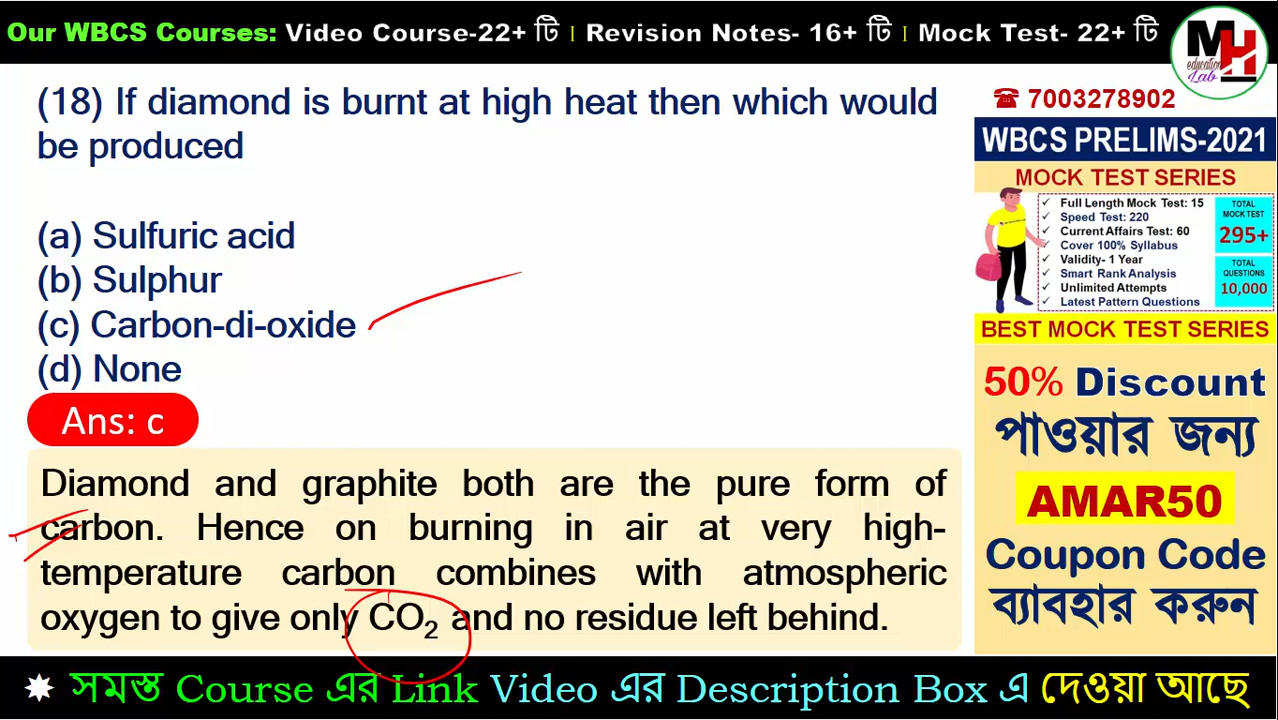 Our WBCS Courses: Video Course-22+ টি । Revision Notes- 16+ টি । Mock Test- 22+ টি
MH
education
Lab
☎ 7003278902
(18) If diamond is burnt at high heat then which would
be produced
(a) Sulfuric acid
(b) Sulphur
(c) Carbon-di-oxide
(d) None
Ans: c
Diamond and graphite both are the pure form of
carbon. Hence on burning in air at very high-
temperature carbon combines with atmospheric
oxygen to give only CO₂ and no residue left behind.
WBCS PRELIMS-2021
MOCK TEST SERIES
✓ Full Length Mock Test: 15
✓ Speed Test: 220
✓ Current Affairs Test: 60
✓ Cover 100% Syllabus
✓ Validity- 1 Year
✓ Smart Rank Analysis
✓ Unlimited Attempts
✓ Latest Pattern Questions
TOTAL
MOCK TEST
295+
TOTAL
QUESTIONS
10,000
BEST MOCK TEST SERIES
50% Discount
পাওয়ার জন্য
AMAR50
Coupon Code
ব্যাবহার করুন
✸ সমস্ত Course এর Link Video এর Description Box এ দেওয়া আছে